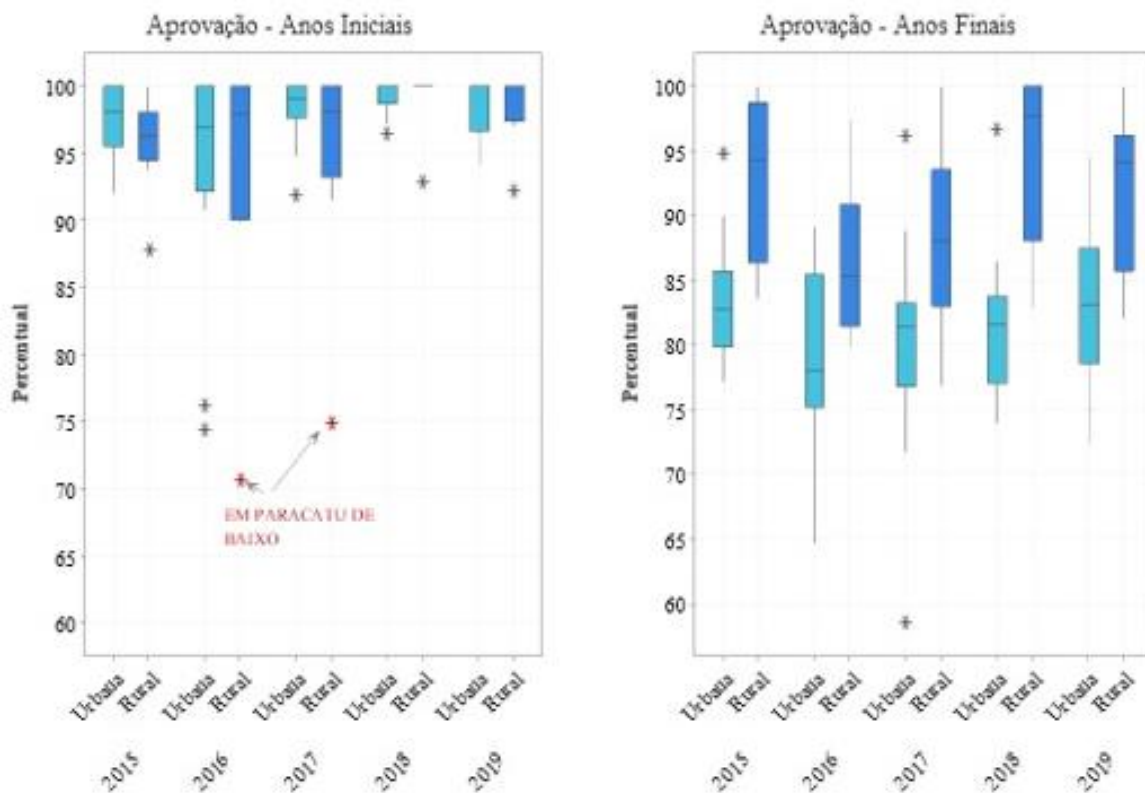 Aprovação - Anos Iniciais
Percentual
100
95
90
85
80
75
70
65
60
EM PARACATU DE
BAIXO
Urbana Rural Urbana Rural Urbana Rural Urbana Rural Urbana Rural
2015 2016 2017 2018 2019
Aprovação - Anos Finais
Percentual
100
95
90
85
80
75
70
65
60
Urbana Rural Urbana Rural Urbana Rural Urbana Rural Urbana Rural
2015 2016 2017 2018 2019